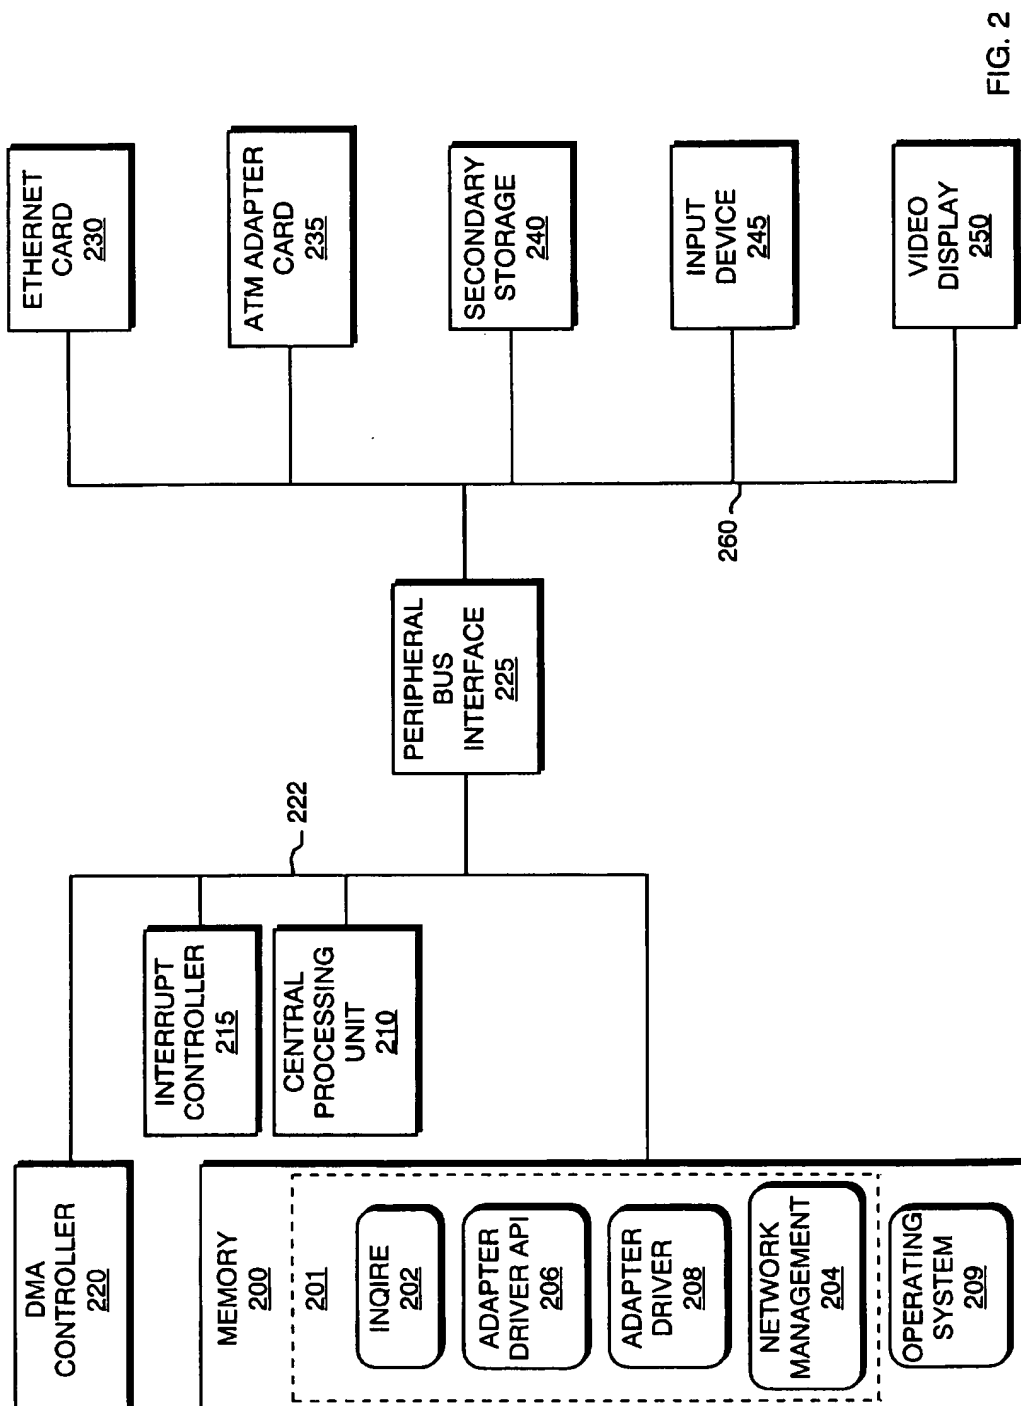 DMA
CONTROLLER
220
MEMORY
200
201
INQIRE
202
ADAPTER
DRIVER API
206
ADAPTER
DRIVER
208
NETWORK
MANAGEMENT
204
OPERATING
SYSTEM
209
INTERRUPT
CONTROLLER
215
CENTRAL
PROCESSING
UNIT
210
222
PERIPHERAL
BUS
INTERFACE
225
260
ETHERNET
CARD
230
ATM ADAPTER
CARD
235
SECONDARY
STORAGE
240
INPUT
DEVICE
245
VIDEO
DISPLAY
250
FIG. 2